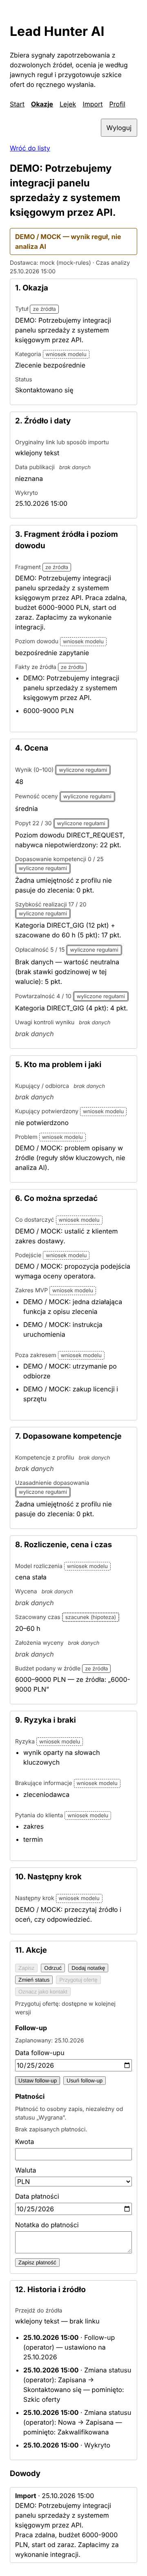 Lead Hunter AI
Zbiera sygnały zapotrzebowania z
dozwolonych źródeł, ocenia je według
jawnych reguł i przygotowuje szkice
ofert do ręcznego wysłania.
Start Okazje Lejek Import Profil
Wyloguj
Wróć do listy
DEMO: Potrzebujemy
integracji panelu
sprzedaży z systemem
księgowym przez API.
DEMO / MOCK — wynik reguł, nie
analiza AI
Dostawca: mock (mock-rules) · Czas analizy
25.10.2026 15:00
1. Okazja
Tytuł ze źródła
DEMO: Potrzebujemy integracji
panelu sprzedaży z systemem
księgowym przez API.
Kategoria wniosek modelu
Zlecenie bezpośrednie
Status
Skontaktowano się
2. Źródło i daty
Oryginalny link lub sposób importu
wklejony tekst
Data publikacji brak danych
nieznana
Wykryto
25.10.2026 15:00
3. Fragment źródła i poziom
dowodu
Fragment ze źródła
DEMO: Potrzebujemy integracji
panelu sprzedaży z systemem
księgowym przez API. Praca zdalna,
budżet 6000-9000 PLN, start od
zaraz. Zapłacimy za wykonanie
integracji.
Poziom dowodu wniosek modelu
bezpośrednie zapytanie
Fakty ze źródła ze źródła
• DEMO: Potrzebujemy integracji
panelu sprzedaży z systemem
księgowym przez API.
• 6000-9000 PLN
4. Ocena
Wynik (0–100) wyliczone regułami
48
Pewność oceny wyliczone regułami
średnia
Popyt 22 / 30 wyliczone regułami
Poziom dowodu DIRECT_REQUEST,
nabywca niepotwierdzony: 22 pkt.
Dopasowanie kompetencji 0 / 25
wyliczone regułami
Żadna umiejętność z profilu nie
pasuje do zlecenia: 0 pkt.
Szybkość realizacji 17 / 20
wyliczone regułami
Kategoria DIRECT_GIG (12 pkt) +
szacowane do 60 h (5 pkt): 17 pkt.
Opłacalność 5 / 15 wyliczone regułami
Brak danych — wartość neutralna
(brak stawki godzinowej w tej
walucie): 5 pkt.
Powtarzalność 4 / 10 wyliczone regułami
Kategoria DIRECT_GIG (4 pkt): 4 pkt.
Uwagi kontroli wyniku brak danych
brak danych
5. Kto ma problem i jaki
Kupujący / odbiorca brak danych
brak danych
Kupujący potwierdzony wniosek modelu
nie potwierdzono
Problem wniosek modelu
DEMO / MOCK: problem opisany w
źródle (reguły słów kluczowych, nie
analiza AI).
6. Co można sprzedać
Co dostarczyć wniosek modelu
DEMO / MOCK: ustalić z klientem
zakres dostawy.
Podejście wniosek modelu
DEMO / MOCK: propozycja podejścia
wymaga oceny operatora.
Zakres MVP wniosek modelu
• DEMO / MOCK: jedna działająca
funkcja z opisu zlecenia
• DEMO / MOCK: instrukcja
uruchomienia
Poza zakresem wniosek modelu
• DEMO / MOCK: utrzymanie po
odbiorze
• DEMO / MOCK: zakup licencji i
sprzętu
7. Dopasowane kompetencje
Kompetencje z profilu brak danych
brak danych
Uzasadnienie dopasowania
wyliczone regułami
Żadna umiejętność z profilu nie
pasuje do zlecenia: 0 pkt.
8. Rozliczenie, cena i czas
Model rozliczenia wniosek modelu
cena stała
Wycena brak danych
brak danych
Szacowany czas szacunek (hipoteza)
20–60 h
Założenia wyceny brak danych
brak danych
Budżet podany w źródle ze źródła
6000–9000 PLN — ze źródła: „6000-
9000 PLN”
9. Ryzyka i braki
Ryzyka wniosek modelu
• wynik oparty na słowach
kluczowych
Brakujące informacje wniosek modelu
• zleceniodawca
Pytania do klienta wniosek modelu
• zakres
• termin
10. Następny krok
Następny krok wniosek modelu
DEMO / MOCK: przeczytaj źródło i
oceń, czy odpowiedzieć.
11. Akcje
Zapisz Odrzuć Dodaj notatkę
Zmień status Przygotuj ofertę
Oznacz jako kontakt
Przygotuj ofertę: dostępne w kolejnej
wersji
Follow-up
Zaplanowany: 25.10.2026
Data follow-upu
10/25/2026
Ustaw follow-up Usuń follow-up
Płatności
Płatność to osobny zapis, niezależny od
statusu „Wygrana”.
Brak zapisanych płatności.
Kwota
Waluta
PLN
Data płatności
10/25/2026
Notatka do płatności
Zapisz płatność
12. Historia i źródło
Przejdź do źródła
wklejony tekst — brak linku
• 25.10.2026 15:00 · Follow-up
(operator) — ustawiono na
25.10.2026
• 25.10.2026 15:00 · Zmiana statusu
(operator): Zapisana →
Skontaktowano się — pominięto:
Szkic oferty
• 25.10.2026 15:00 · Zmiana statusu
(operator): Nowa → Zapisana —
pominięto: Zakwalifikowana
• 25.10.2026 15:00 · Wykryto
Dowody
Import · 25.10.2026 15:00
DEMO: Potrzebujemy integracji
panelu sprzedaży z systemem
księgowym przez API.
Praca zdalna, budżet 6000-9000
PLN, start od zaraz. Zapłacimy za
wykonanie integracji.